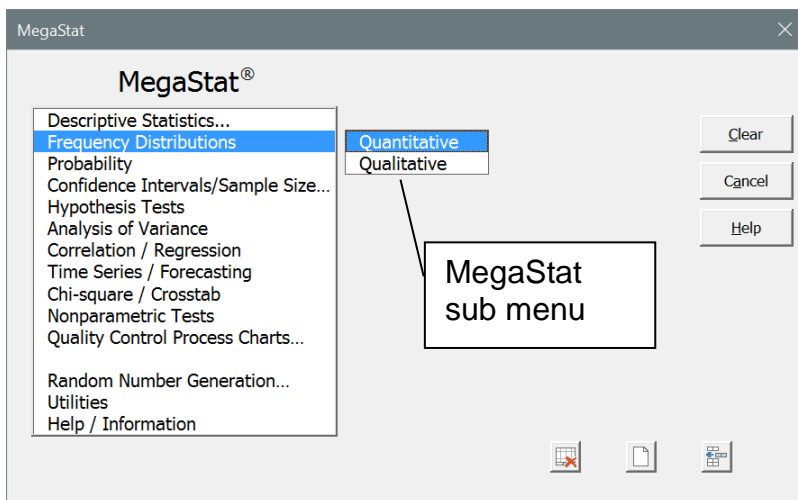 MegaStat
MegaStat®
Descriptive Statistics...
Frequency Distributions
Probability
Confidence Intervals/Sample Size...
Hypothesis Tests
Analysis of Variance
Correlation / Regression
Time Series / Forecasting
Chi-square / Crosstab
Nonparametric Tests
Quality Control Process Charts...
Random Number Generation...
Utilities
Help / Information
Quantitative
Qualitative
MegaStat
sub menu
Clear
Cancel
Help